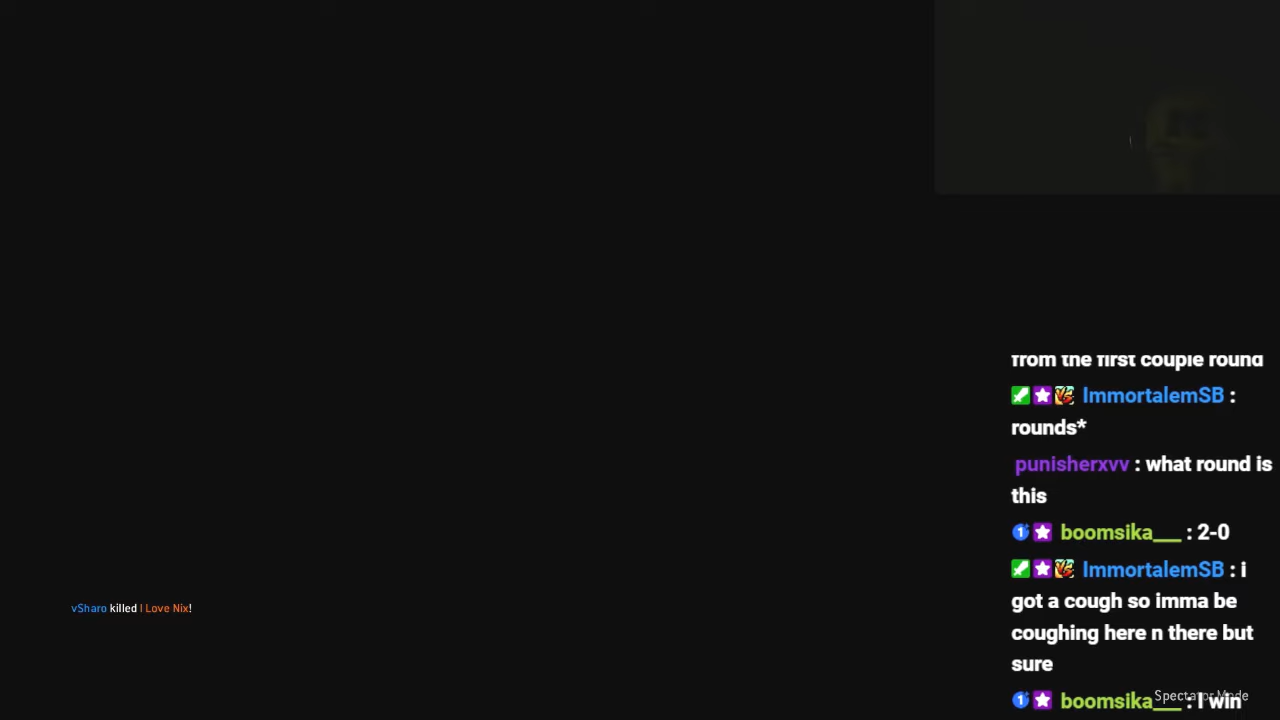 from the first couple round
ImmortalemSB :
rounds*
punisherxvv : what round is
this
boomsika___ : 2-0
ImmortalemSB : i
got a cough so imma be
coughing here n there but
sure
boomsika___ : I win
Spectator Mode
vSharo killed I Love Nix!